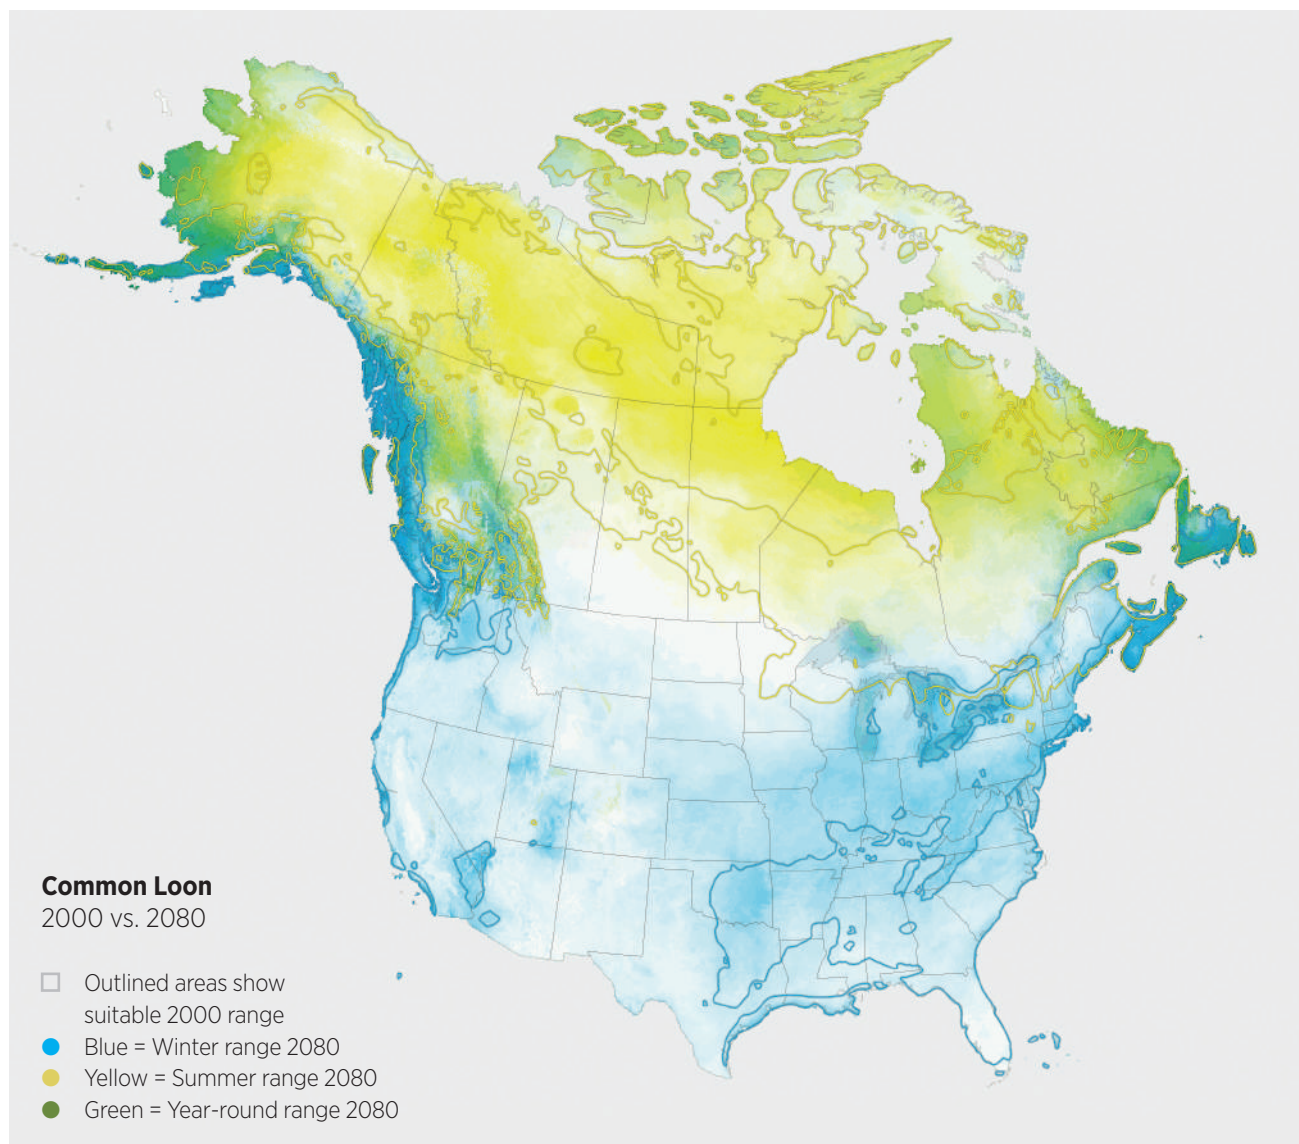 Common Loon
2000 vs. 2080
Outlined areas show
suitable 2000 range
Blue = Winter range 2080
Yellow = Summer range 2080
Green = Year-round range 2080